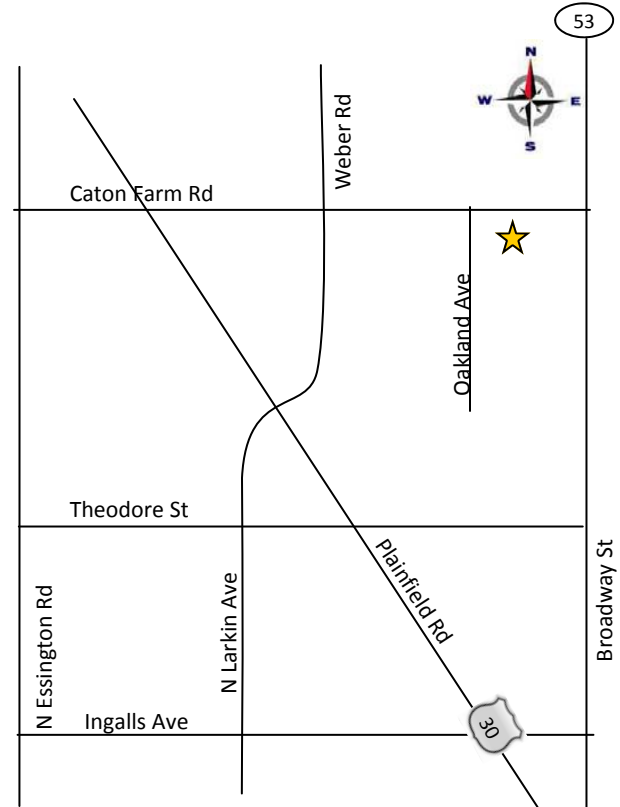 53
N
W
E
S
Weber Rd
Caton Farm Rd
Oakland Ave
Theodore St
Plainfield Rd
Broadway St
N Larkin Ave
N Essington Rd
Ingalls Ave
30